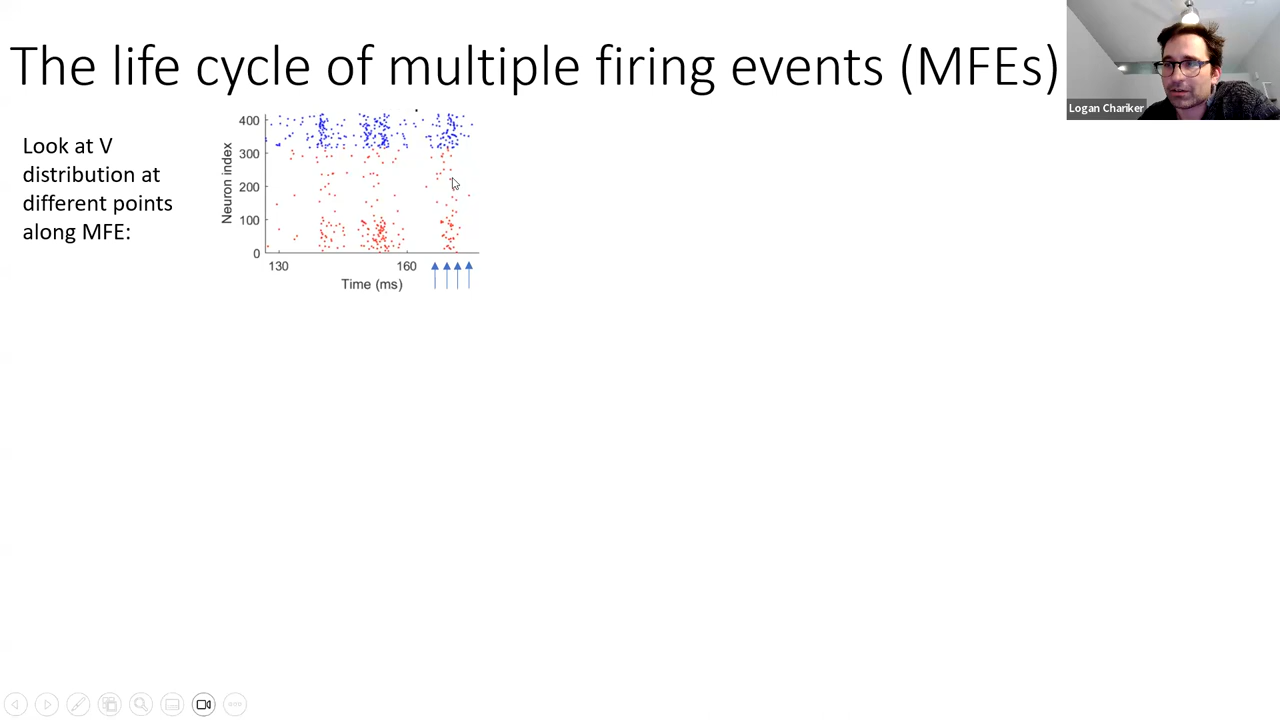 The life cycle of multiple firing events (MFEs)
Logan Chariker
Look at V
distribution at
different points
along MFE:
Neuron index
400
300
200
100
0
130
160
Time (ms)